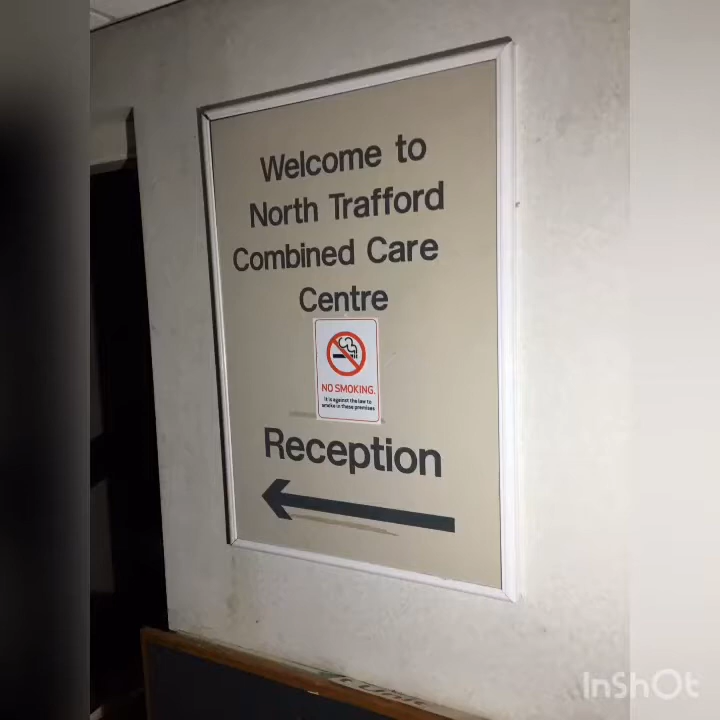 Welcome to
North Trafford
Combined Care
Centre
NO SMOKING.
It is against the law to
smoke in these premises
Reception
InShOt